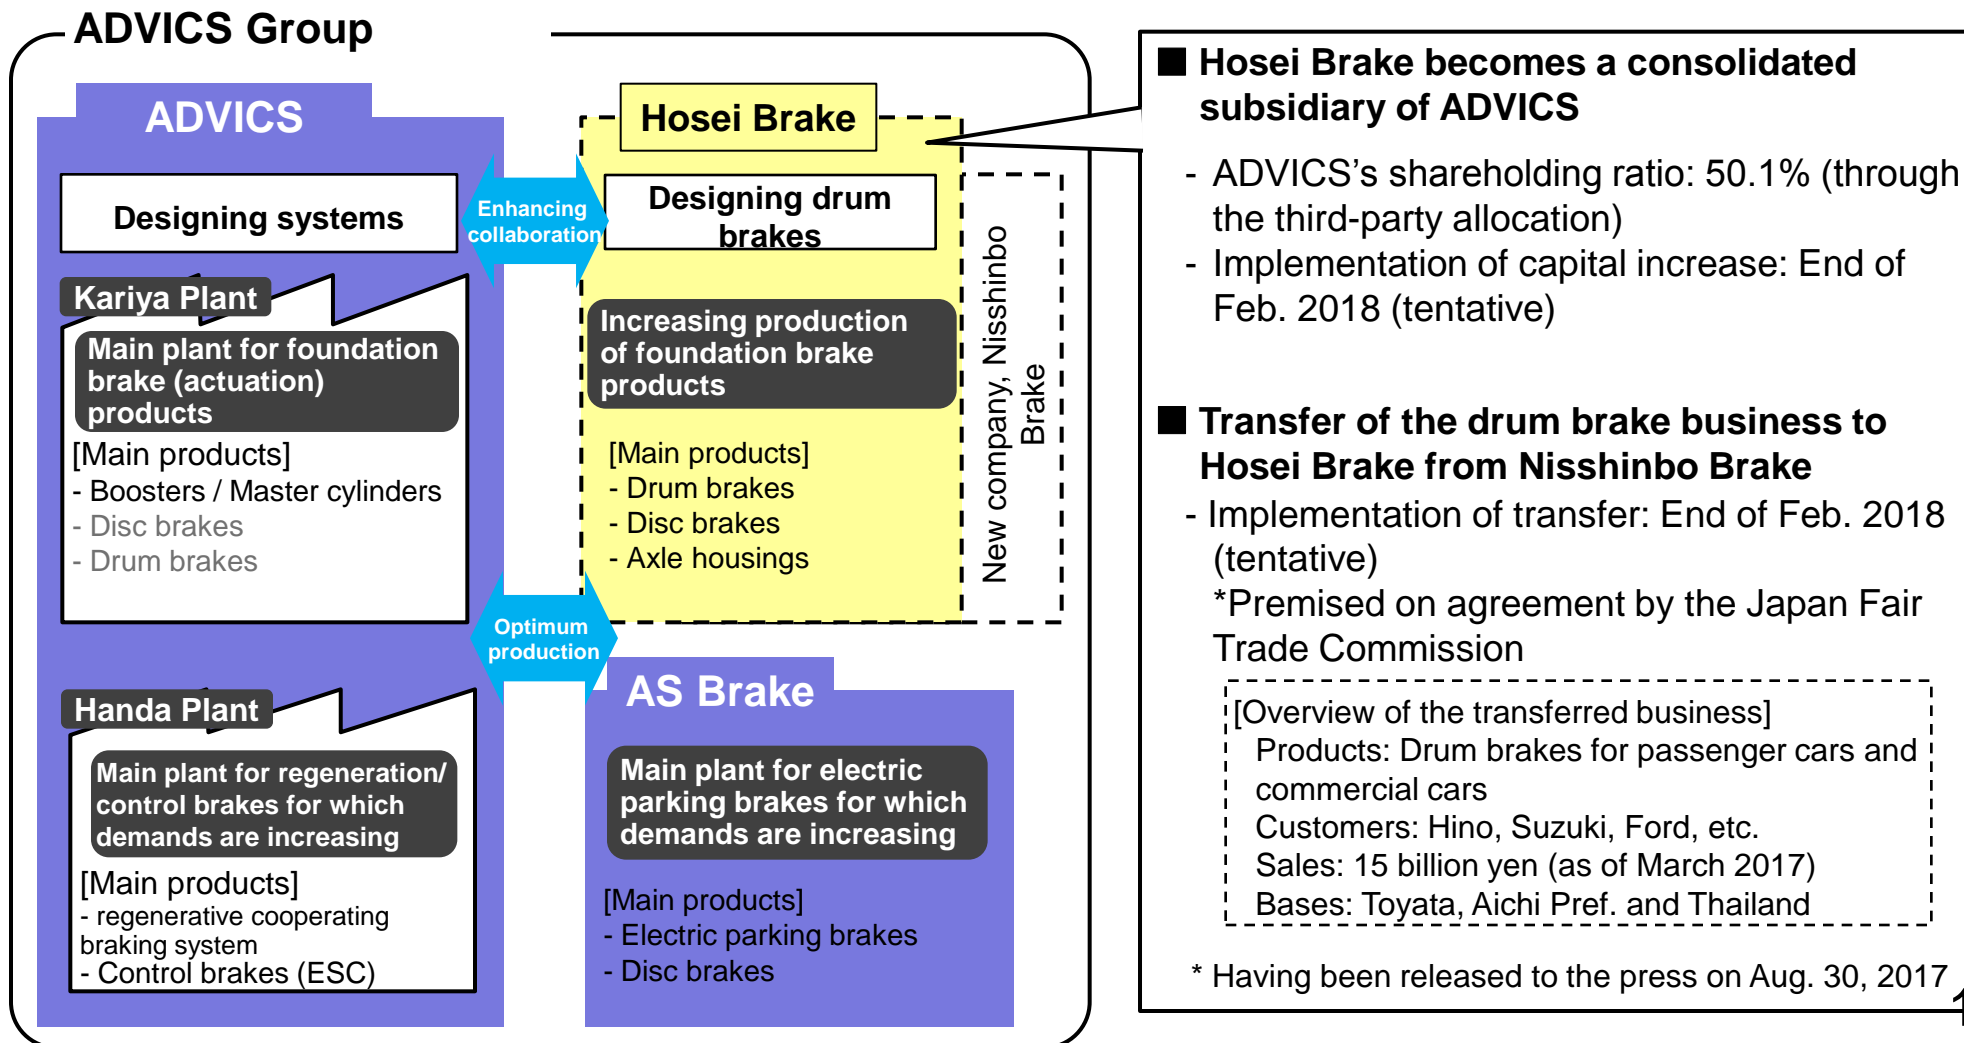 ADVICS Group
ADVICS
Designing systems
Kariya Plant
Main plant for foundation
brake (actuation)
products
[Main products]
- Boosters / Master cylinders
- Disc brakes
- Drum brakes
Handa Plant
Main plant for regeneration/
control brakes for which
demands are increasing
[Main products]
- regenerative cooperating
braking system
- Control brakes (ESC)
Enhancing
collaboration
Optimum
production
Hosei Brake
Designing drum
brakes
Increasing production
of foundation brake
products
[Main products]
- Drum brakes
- Disc brakes
- Axle housings
New company, Nisshinbo
Brake
AS Brake
Main plant for electric
parking brakes for which
demands are increasing
[Main products]
- Electric parking brakes
- Disc brakes
■ Hosei Brake becomes a consolidated
subsidiary of ADVICS
- ADVICS’s shareholding ratio: 50.1% (through
the third-party allocation)
- Implementation of capital increase: End of
Feb. 2018 (tentative)
■ Transfer of the drum brake business to
Hosei Brake from Nisshinbo Brake
- Implementation of transfer: End of Feb. 2018
(tentative)
*Premised on agreement by the Japan Fair
Trade Commission
[Overview of the transferred business]
Products: Drum brakes for passenger cars and
commercial cars
Customers: Hino, Suzuki, Ford, etc.
Sales: 15 billion yen (as of March 2017)
Bases: Toyata, Aichi Pref. and Thailand
* Having been released to the press on Aug. 30, 2017